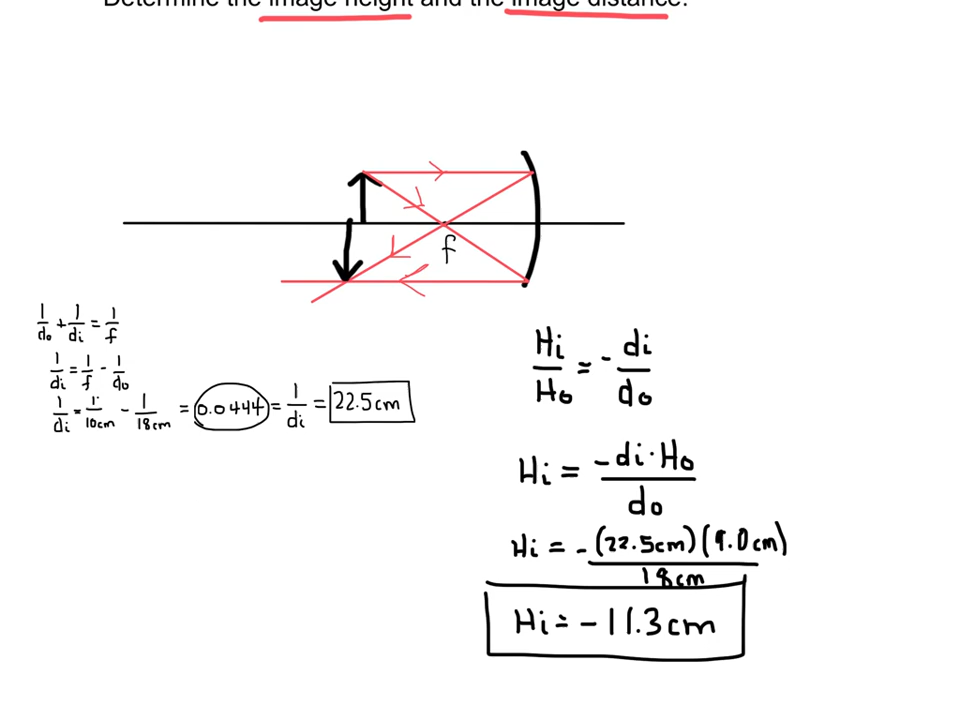 Determine the image height and the image distance.
f
1/do + 1/di = 1/f
1/di = 1/f - 1/do
1/di = 1/10cm - 1/18cm = 0.0444 = 1/di = 22.5cm
Hi/Ho = - di/do
Hi = -di·Ho/do
Hi = -(22.5cm)(9.0cm)/18cm
Hi = -11.3cm